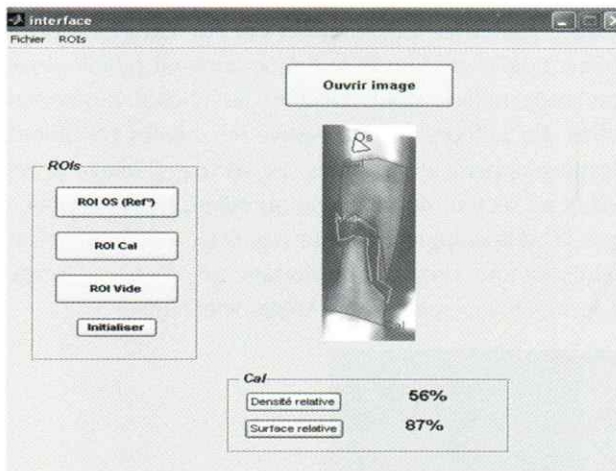 interface
Fichier ROIs
Ouvrir image
Os
ROIs
ROI OS (Ref°)
ROI Cal
ROI Vide
Initialiser
Cal
Densité relative 56%
Surface relative 87%